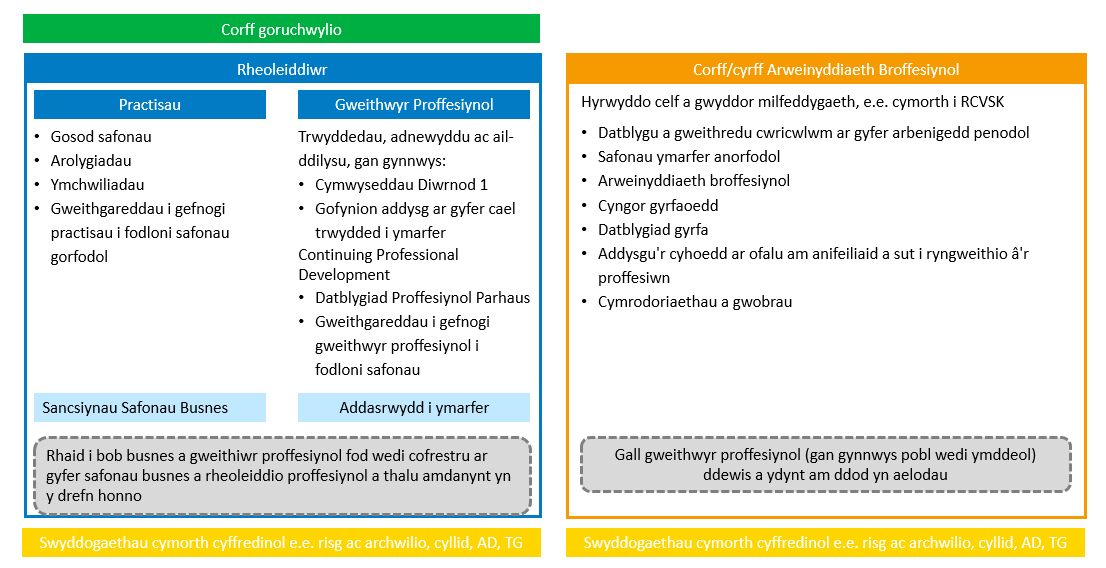 Corff goruchwylio
Rheoleiddiwr
Practisau
• Gosod safonau
• Arolygiadau
• Ymchwiliadau
• Gweithgareddau i gefnogi
practisau i fodloni safonau
gorfodol
Sancsiynau Safonau Busnes
Gweithwyr Proffesiynol
Trwyddedau, adnewyddu ac ail-
ddilysu, gan gynnwys:
• Cymwyseddau Diwrnod 1
• Gofynion addysg ar gyfer cael
trwydded i ymarfer
Continuing Professional
Development
• Datblygiad Proffesiynol Parhaus
• Gweithgareddau i gefnogi
gweithwyr proffesiynol i
fodloni safonau
Addasrwydd i ymarfer
Rhaid i bob busnes a gweithiwr proffesiynol fod wedi cofrestru ar
gyfer safonau busnes a rheoleiddio proffesiynol a thalu amdanynt yn
y drefn honno
Swyddogaethau cymorth cyffredinol e.e. risg ac archwilio, cyllid, AD, TG
Corff/cyrff Arweinyddiaeth Broffesiynol
Hyrwyddo celf a gwyddor milfeddygaeth, e.e. cymorth i RCVSK
• Datblygu a gweithredu cwricwlwm ar gyfer arbenigedd penodol
• Safonau ymarfer anorfodol
• Arweinyddiaeth broffesiynol
• Cyngor gyrfaoedd
• Datblygiad gyrfa
• Addysgu'r cyhoedd ar ofalu am anifeiliaid a sut i ryngweithio â'r
proffesiwn
• Cymrodoriaethau a gwobrau
Gall gweithwyr proffesiynol (gan gynnwys pobl wedi ymddeol)
ddewis a ydynt am ddod yn aelodau
Swyddogaethau cymorth cyffredinol e.e. risg ac archwilio, cyllid, AD, TG